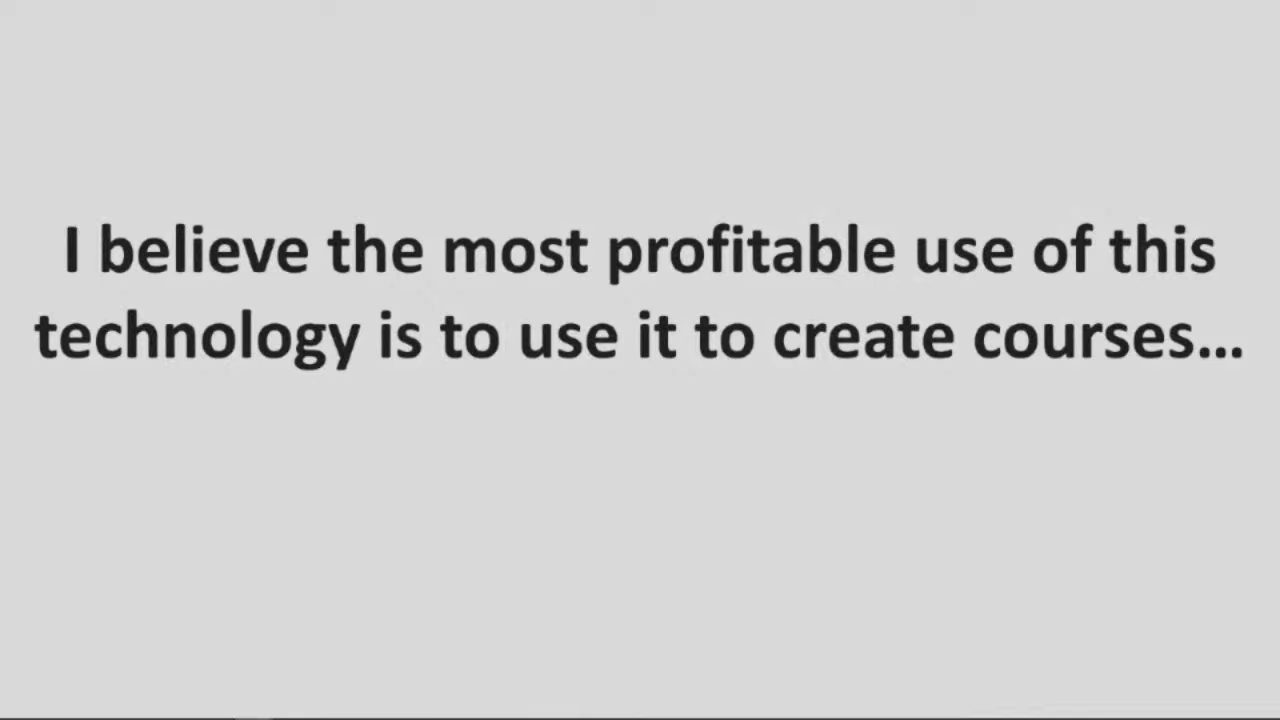 I believe the most profitable use of this
technology is to use it to create courses...